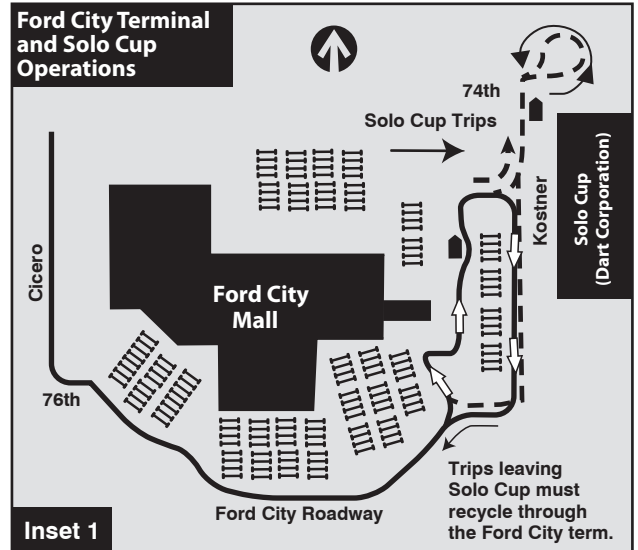 Ford City Terminal
and Solo Cup
Operations
74th
Solo Cup Trips
Kostner
Solo Cup
(Dart Corporation)
Cicero
Ford City
Mall
76th
Trips leaving
Solo Cup must
recycle through
the Ford City term.
Ford City Roadway
Inset 1